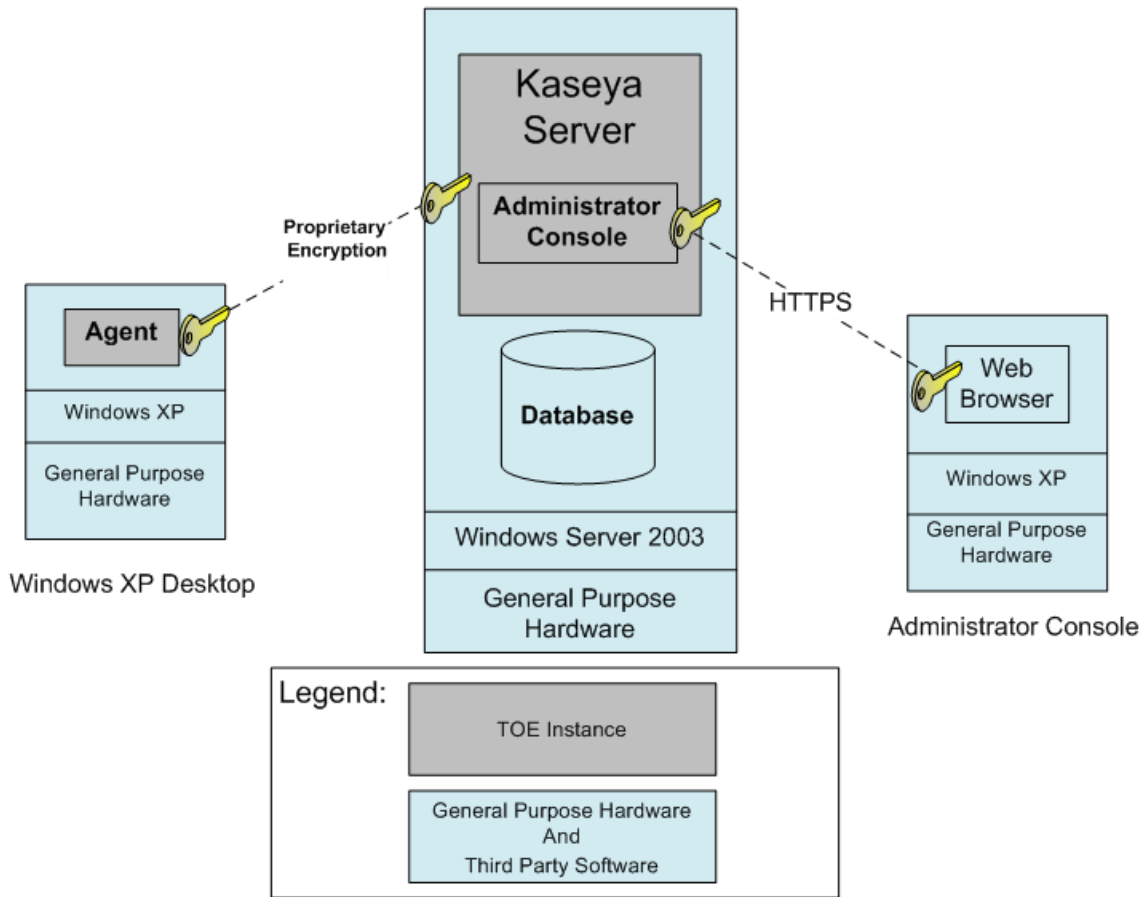 Kaseya
Server
Administrator
Console
Proprietary
Encryption
HTTPS
Agent
Web
Browser
Database
Windows XP
General Purpose
Hardware
Windows XP Desktop
Windows Server 2003
General Purpose
Hardware
Windows XP
General Purpose
Hardware
Administrator Console
Legend:
TOE Instance
General Purpose Hardware
And
Third Party Software